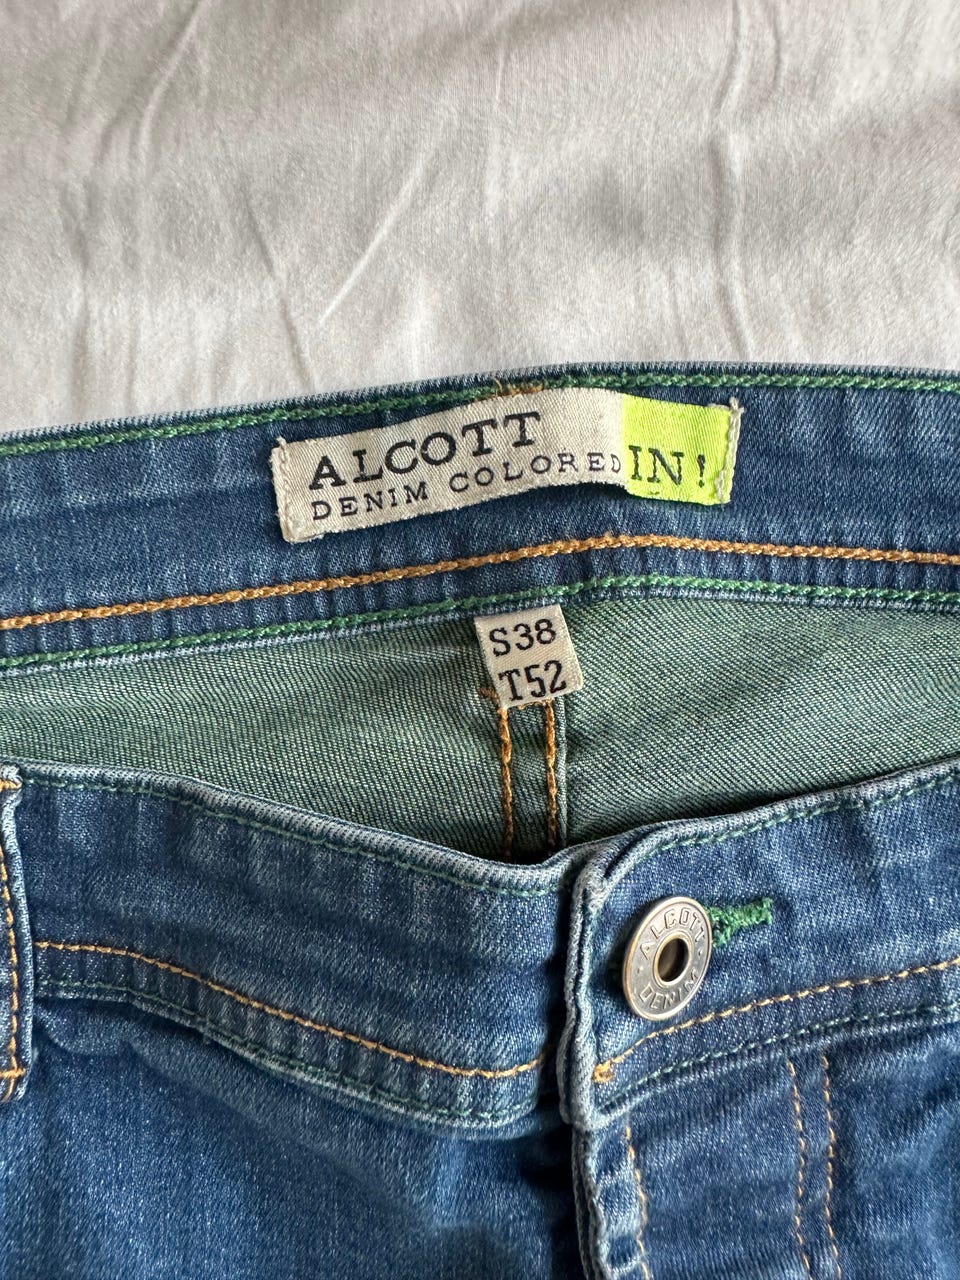 ALCOTT
DENIM COLORED IN!
S38
T52
ALCOTT
DENIM